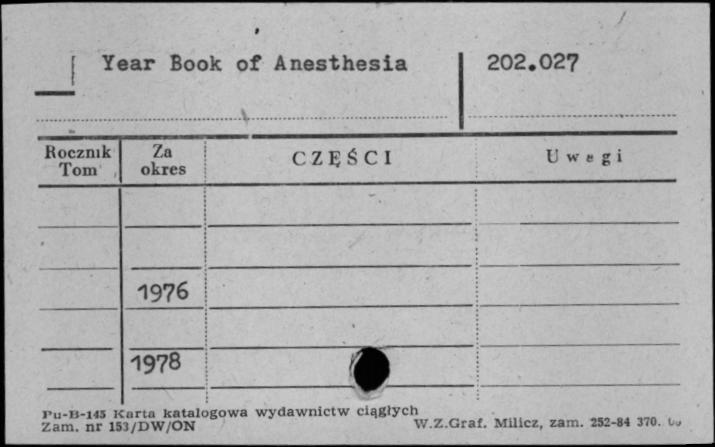 Year Book of Anesthesia 202.027
Rocznik Tom Za okres CZĘŚCI Uwagi
1976
1978
Pu-B-145 Karta katalogowa wydawnictw ciągłych
Zam. nr 153/DW/ON W.Z.Graf. Milicz, zam. 252-84 370.